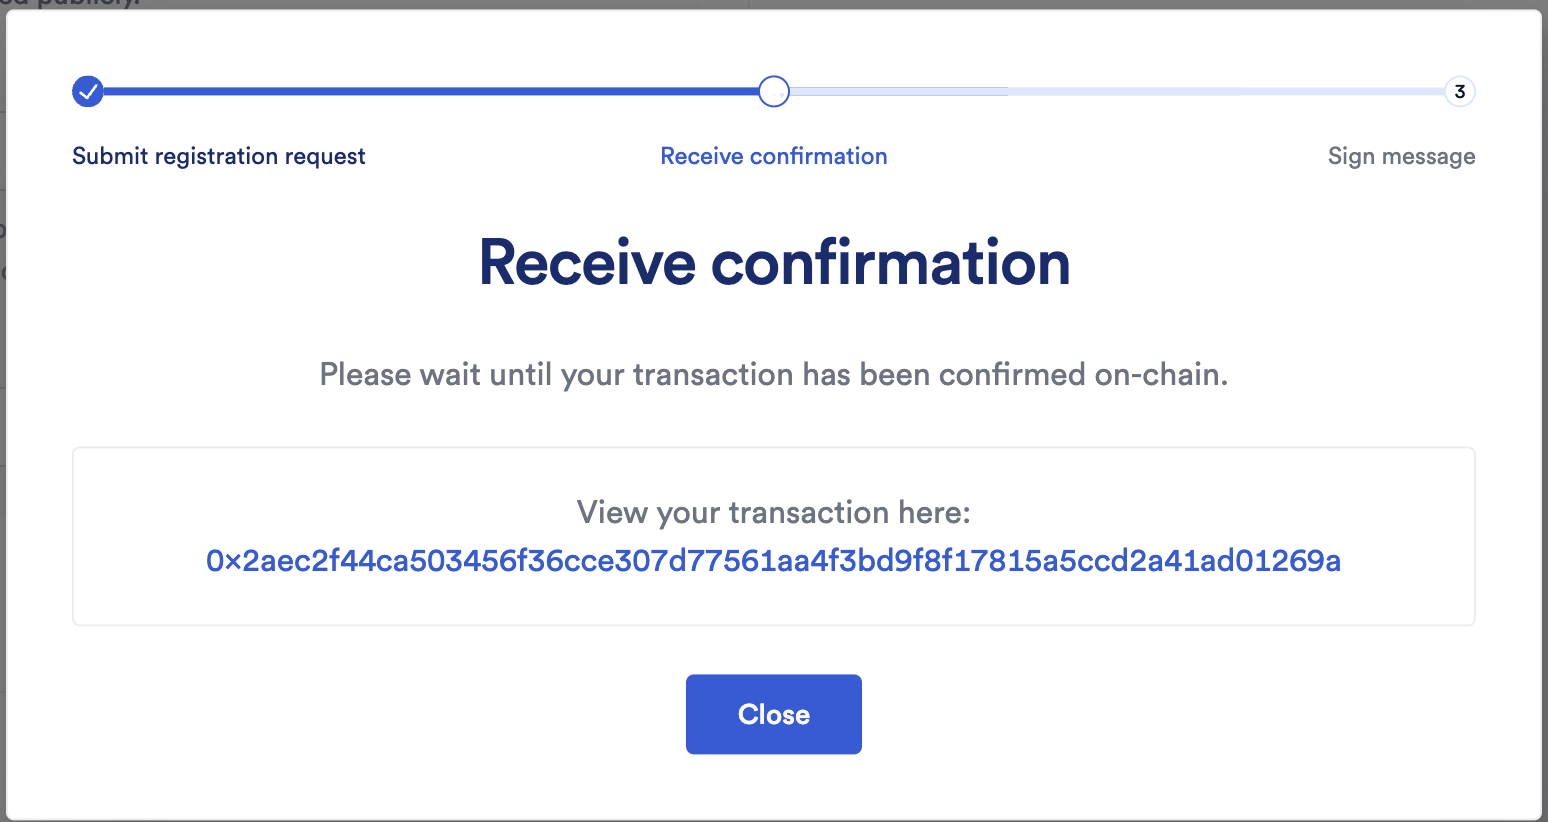 publicly.
3
Submit registration request
Receive confirmation
Sign message
Receive confirmation
Please wait until your transaction has been confirmed on-chain.
View your transaction here:
0x2aec2f44ca503456f36cce307d77561aa4f3bd9f8f17815a5ccd2a41ad01269a
Close